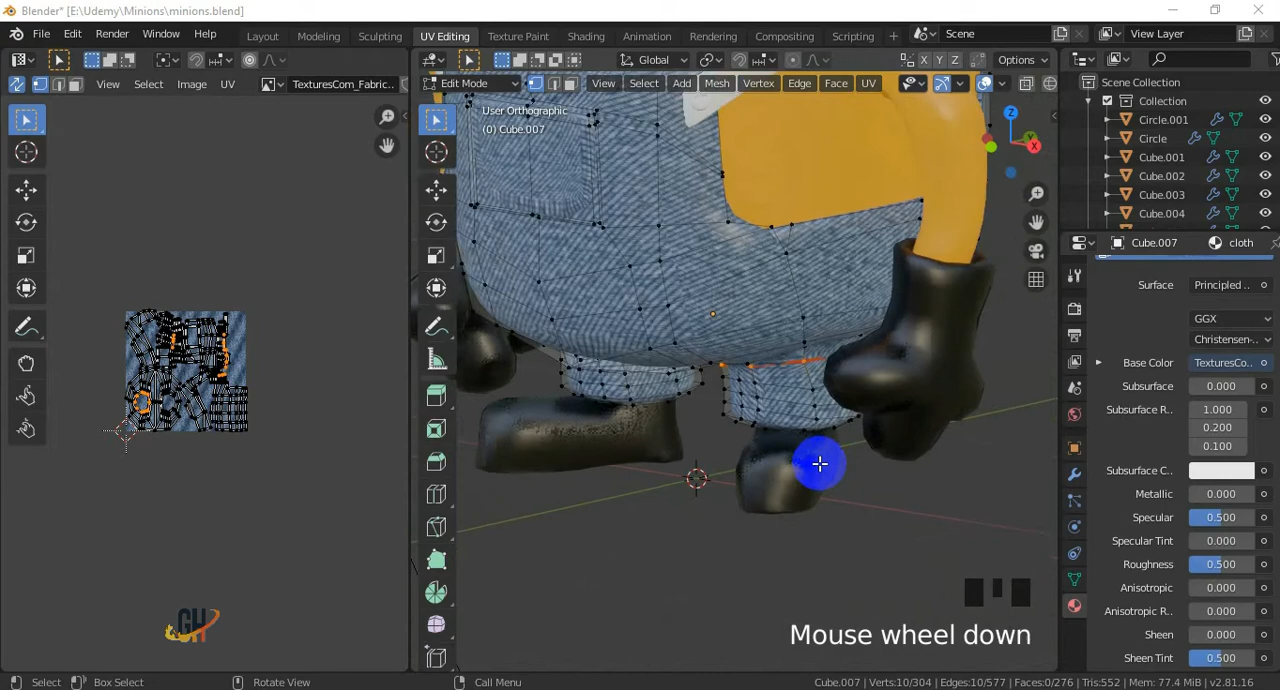 Blender* [E:\Udemy\Minions\minions.blend]
File Edit Render Window Help Layout Modeling Sculpting UV Editing Texture Paint Shading Animation Rendering Compositing Scripting + Scene View Layer
Global X Y Z Options
View Select Image UV TexturesCom_Fabric.. Edit Mode View Select Add Mesh Vertex Edge Face UV
Scene Collection
Collection
Circle.001
Circle
Cube.001
Cube.002
Cube.003
Cube.004
User Orthographic
(0) Cube.007
Z
Y
X
Cube.007 cloth
Surface Principled ..
GGX
Christensen-..
Base Color TexturesCo..
Subsurface 0.000
Subsurface R.. 1.000
0.200
0.100
Subsurface C..
Metallic 0.000
Specular 0.500
Specular Tint 0.000
Roughness 0.500
Anisotropic 0.000
Anisotropic R.. 0.000
Sheen 0.000
Sheen Tint 0.500
GH
Mouse wheel down
Select Box Select Rotate View Call Menu Cube.007 | Verts:10/304 | Edges:10/577 | Faces:0/276 | Tris:552 | Mem: 77.4 MiB | v2.81.16